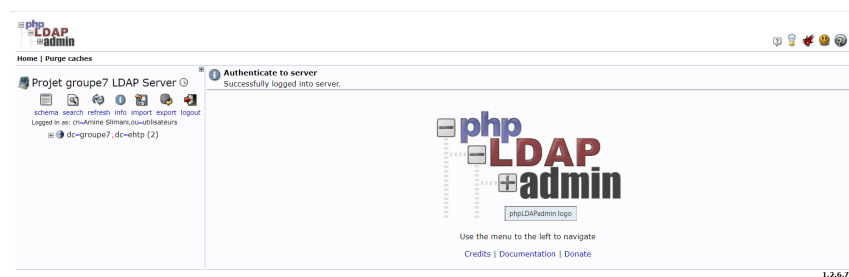 php
LDAP
admin
Home | Purge caches
Projet groupe7 LDAP Server
schema search refresh info import export logout
Logged in as: cn=Amine Slimani,ou=utilisateurs
dc=groupe7,dc=ehtp (2)
Authenticate to server
Successfully logged into server.
php
LDAP
admin
phpLDAPadmin logo
Use the menu to the left to navigate
Credits | Documentation | Donate
1.2.6.7